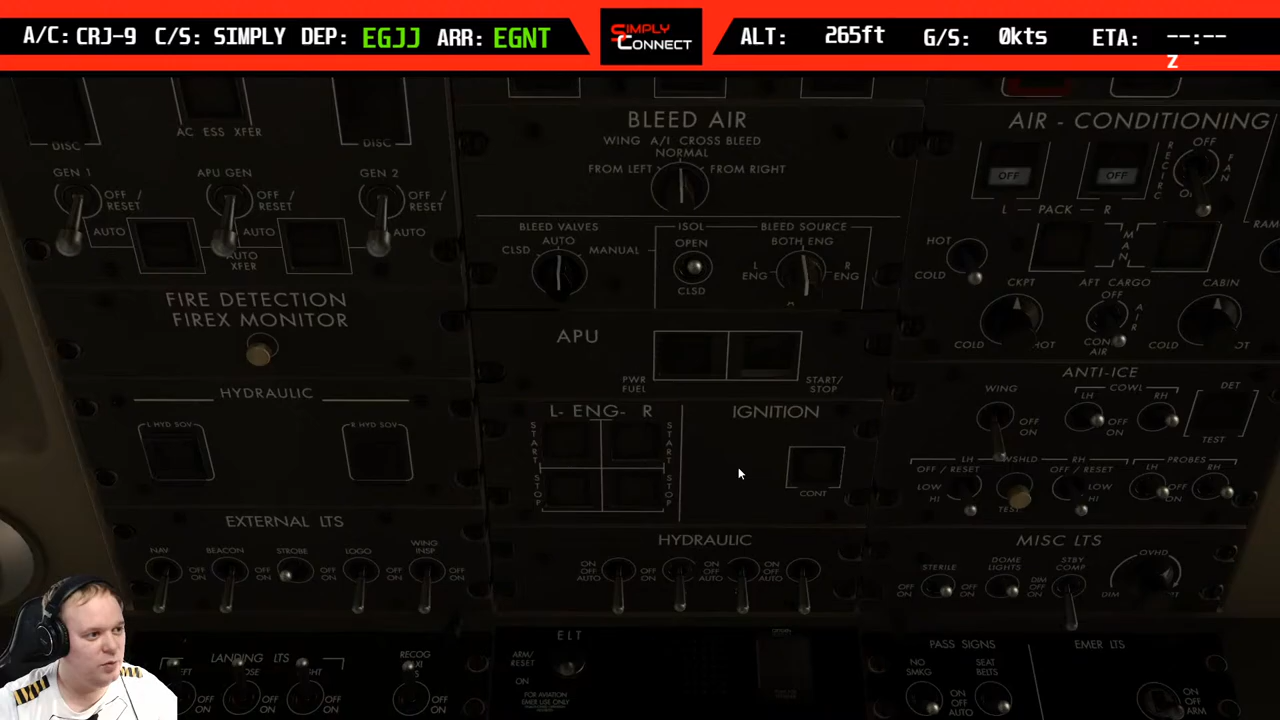 A/C: CRJ-9 C/S: SIMPLY DEP: EGJJ ARR: EGNT
SIMPLY
CONNECT
ALT: 265ft G/S: 0kts ETA: --:--
Z
DISC
AC ESS XFER
DISC
GEN 1
OFF /
RESET
AUTO
APU GEN
OFF /
RESET
AUTO
AUTO
XFER
GEN 2
OFF /
RESET
AUTO
FIRE DETECTION
FIREX MONITOR
HYDRAULIC
L HYD SOV
R HYD SOV
EXTERNAL LTS
NAV
OFF
ON
BEACON
OFF
ON
STROBE
OFF
ON
LOGO
OFF
ON
WING
INSP
OFF
ON
LANDING LTS
OFF
ON
OFF
ON
OFF
ON
RECOG
OFF
ON
BLEED AIR
WING A/I CROSS BLEED
NORMAL
FROM LEFT
FROM RIGHT
BLEED VALVES
AUTO
CLSD
MANUAL
ISOL
OPEN
CLSD
BLEED SOURCE
BOTH ENG
L
ENG
R
ENG
APU
PWR
FUEL
START/
STOP
L- ENG- R
START
START
STOP
STOP
IGNITION
CONT
HYDRAULIC
ON
OFF
AUTO
ON
OFF
AUTO
ON
OFF
AUTO
ELT
ARM/
RESET
ON
FOR AVIATION
EMER USE ONLY
AIR - CONDITIONING
OFF
OFF
RECIRC
OFF
FAN
L — PACK — R
HOT
COLD
MAN
CKPT
COLD
HOT
AFT CARGO
OFF
AIR
CABIN
COLD
ANTI-ICE
WING
OFF
ON
COWL
LH
OFF
ON
RH
DET
TEST
LH
OFF / RESET
LOW
HI
WSHLD
TEST
RH
OFF / RESET
LOW
HI
PROBES
LH
OFF
ON
RH
MISC LTS
STERILE
OFF
ON
DOME
LIGHTS
OFF
ON
STBY
COMP
DIM
OFF
ON
OVHD
DIM
PASS SIGNS
NO
SMKG
ON
OFF
AUTO
SEAT
BELTS
ON
OFF
AUTO
EMER LTS
ON
OFF
ARM